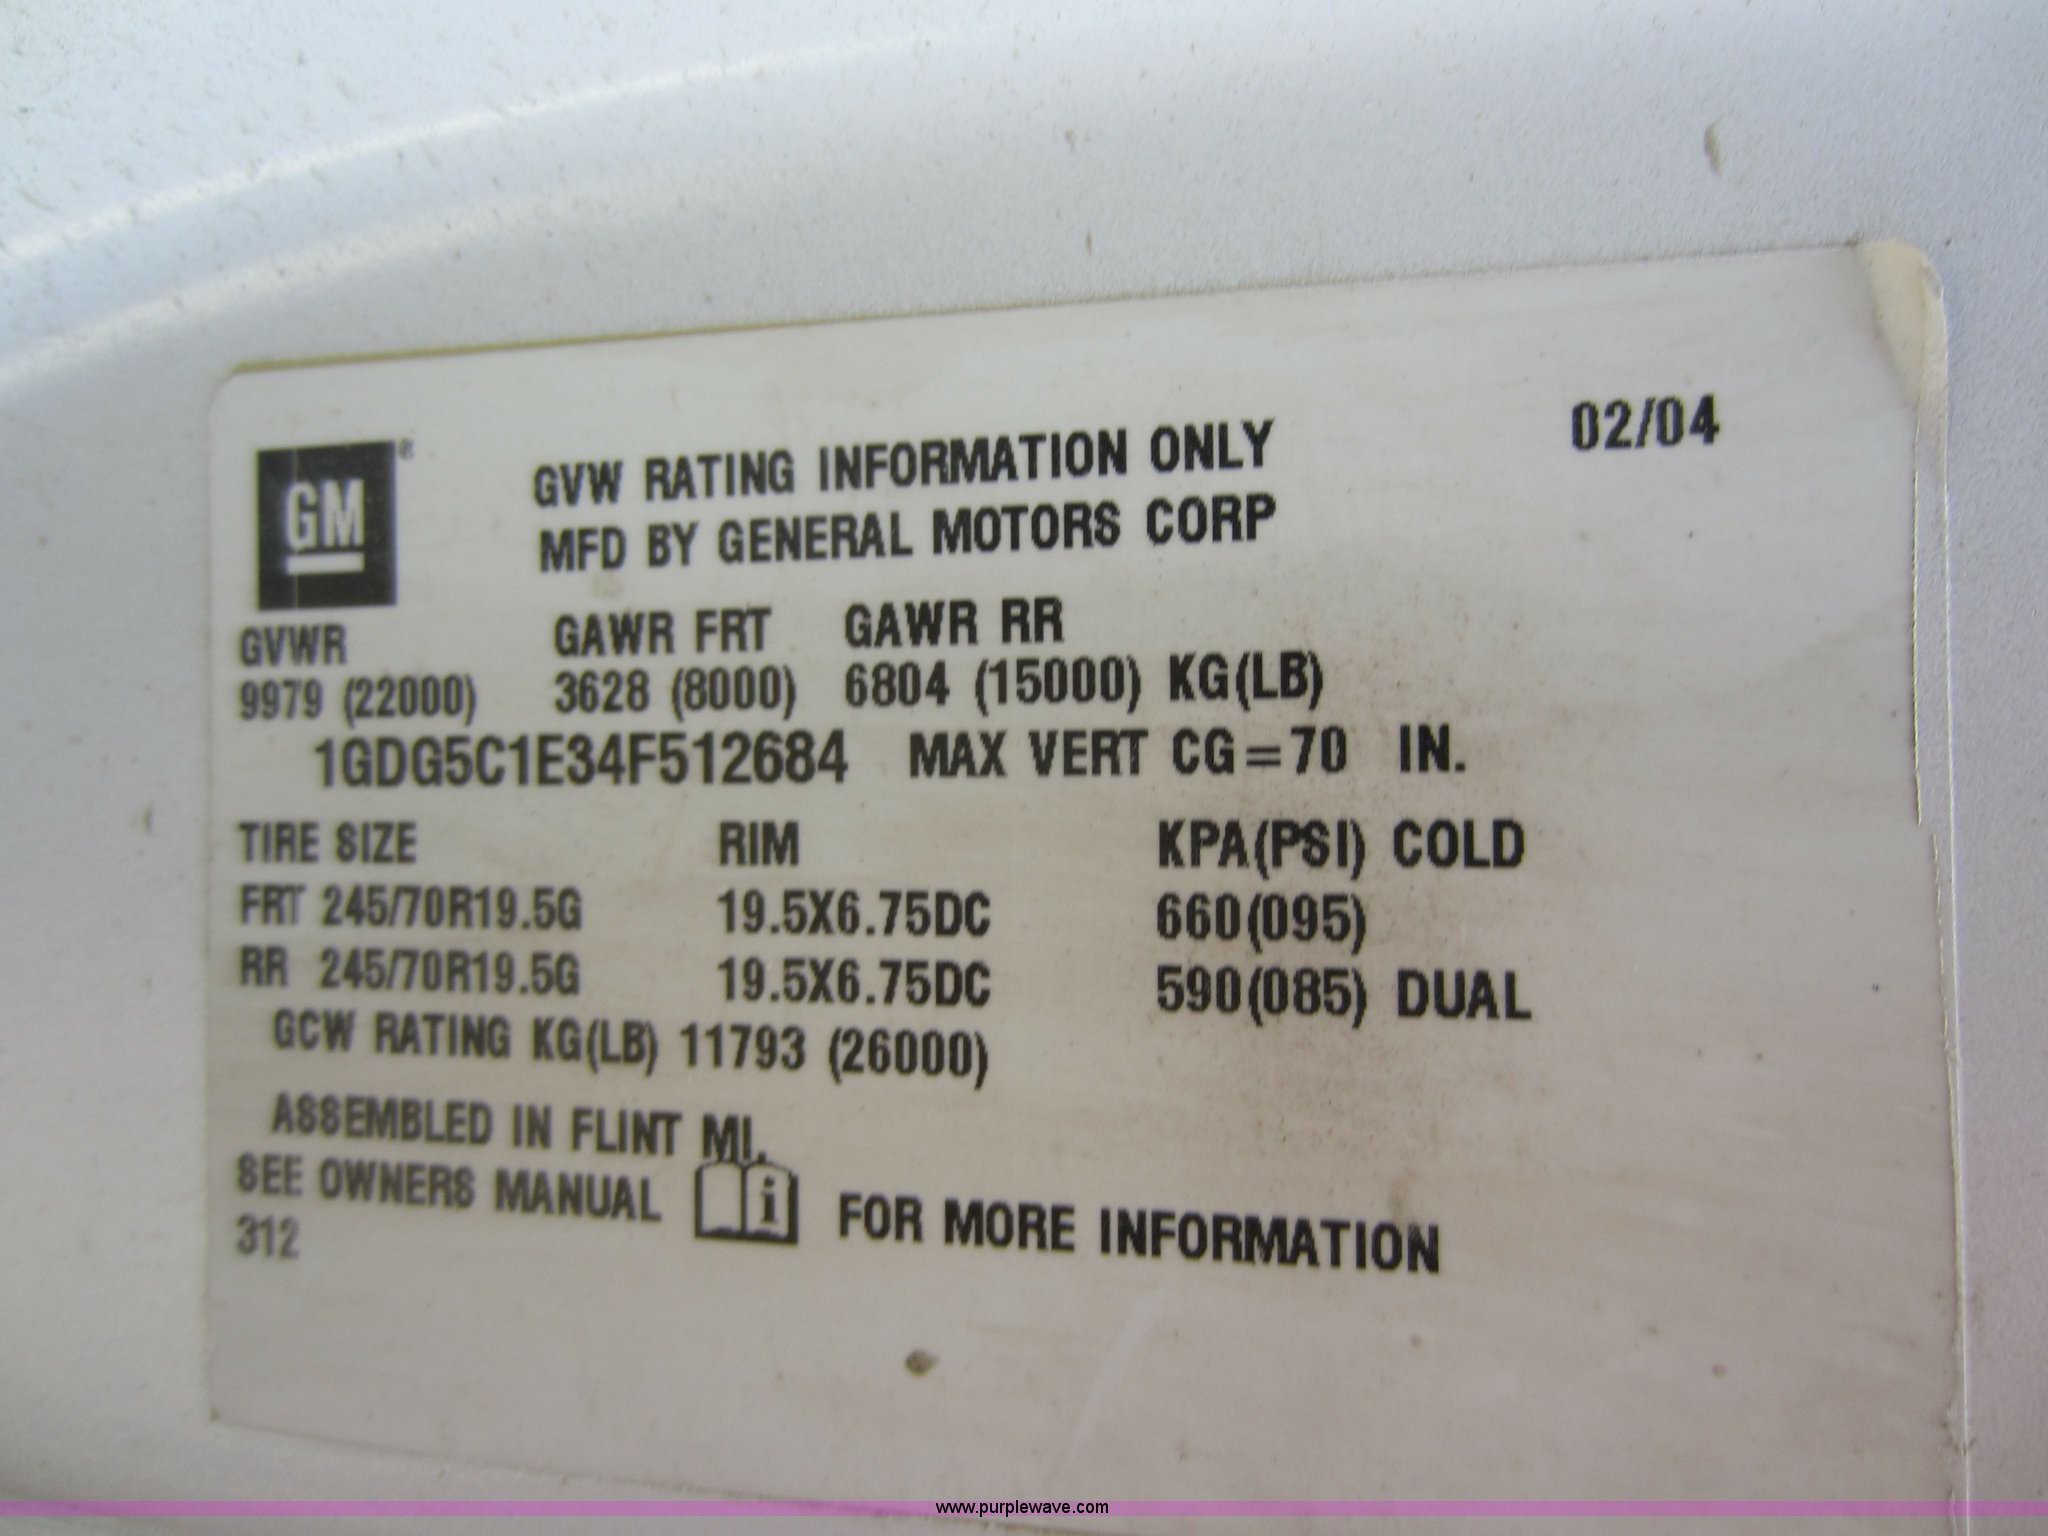 02/04
GM®
GVW RATING INFORMATION ONLY
MFD BY GENERAL MOTORS CORP
GVWR GAWR FRT GAWR RR
9979 (22000) 3628 (8000) 6804 (15000) KG(LB)
1GDG5C1E34F512684 MAX VERT CG=70 IN.
TIRE SIZE RIM KPA(PSI) COLD
FRT 245/70R19.5G 19.5X6.75DC 660(095)
RR 245/70R19.5G 19.5X6.75DC 590(085) DUAL
GCW RATING KG(LB) 11793 (26000)
ASSEMBLED IN FLINT MI.
SEE OWNERS MANUAL i FOR MORE INFORMATION
312
www.purplewave.com